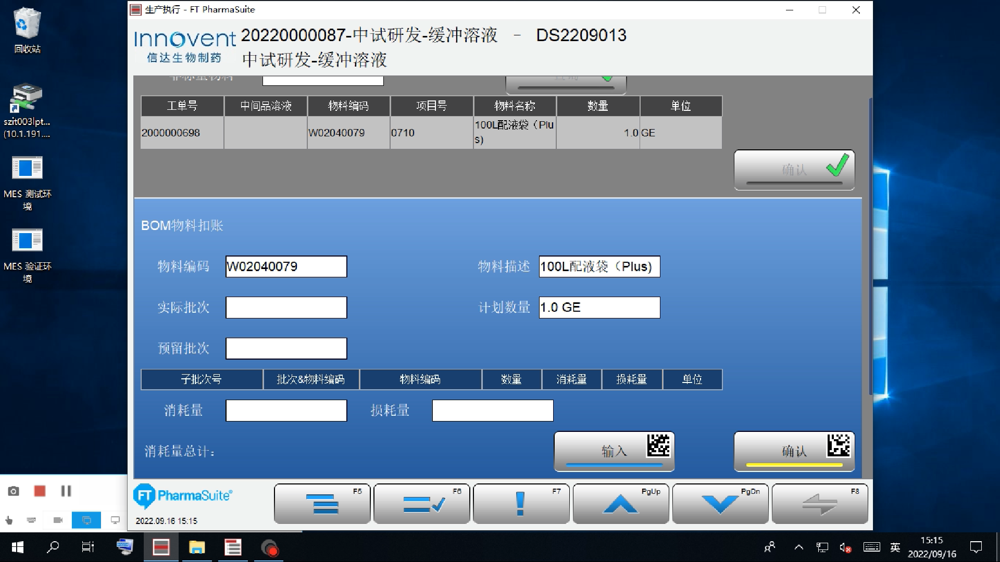 生产执行 - FT PharmaSuite
Innovent
信达生物制药
20220000087-中试研发-缓冲溶液 - DS2209013
中试研发-缓冲溶液
回收站
szit003lpt...
(10.1.191....
MES 测试环
境
MES 验证环
境
非称量物料
查询
工单号 中间品溶液 物料编码 项目号 物料名称 数量 单位
2000000698 W02040079 0710 100L配液袋（Plu
s) 1.0 GE
确认
BOM物料扣账
物料编码 W02040079 物料描述 100L配液袋（Plus)
实际批次 计划数量 1.0 GE
预留批次
子批次号 批次&物料编码 物料编码 数量 消耗量 损耗量 单位
消耗量 损耗量
消耗量总计： 输入 确认
FT PharmaSuite®
F5 F6 F7 PgUp PgDn F8
2022.09.16 15:15
英
15:15
2022/09/16